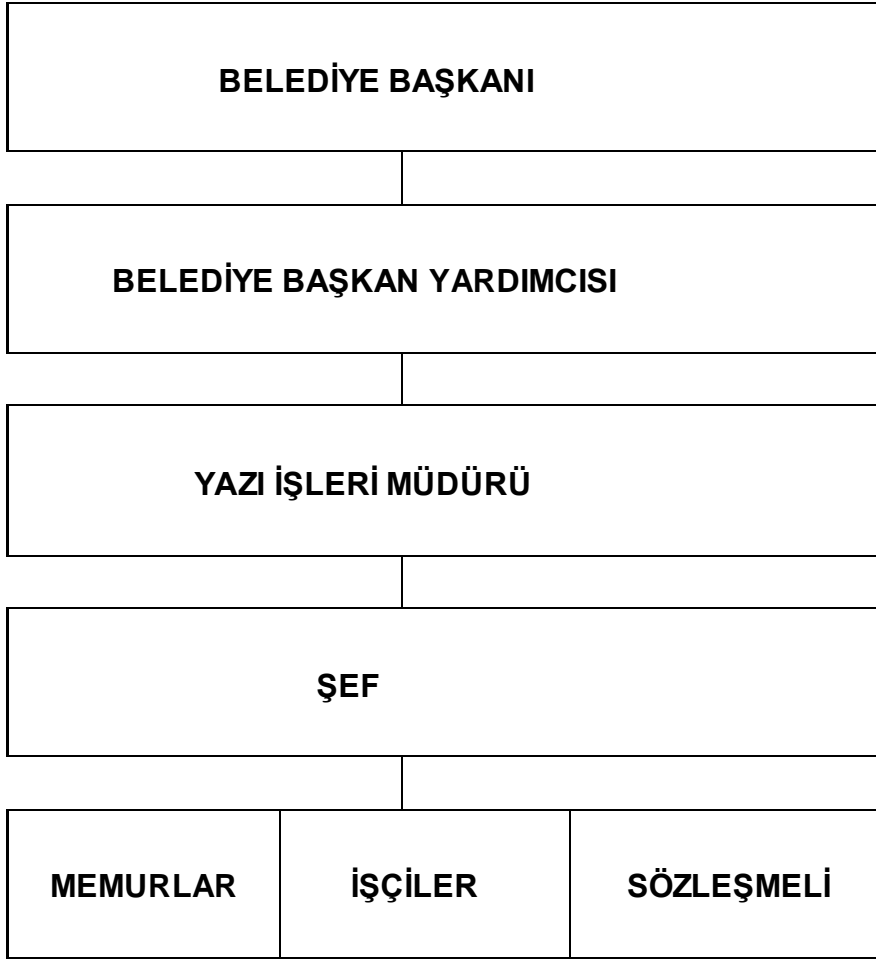 BELEDİYE BAŞKANI
BELEDİYE BAŞKAN YARDIMCISI
YAZI İŞLERİ MÜDÜRÜ
ŞEF
MEMURLAR
İŞÇİLER
SÖZLEŞMELİ